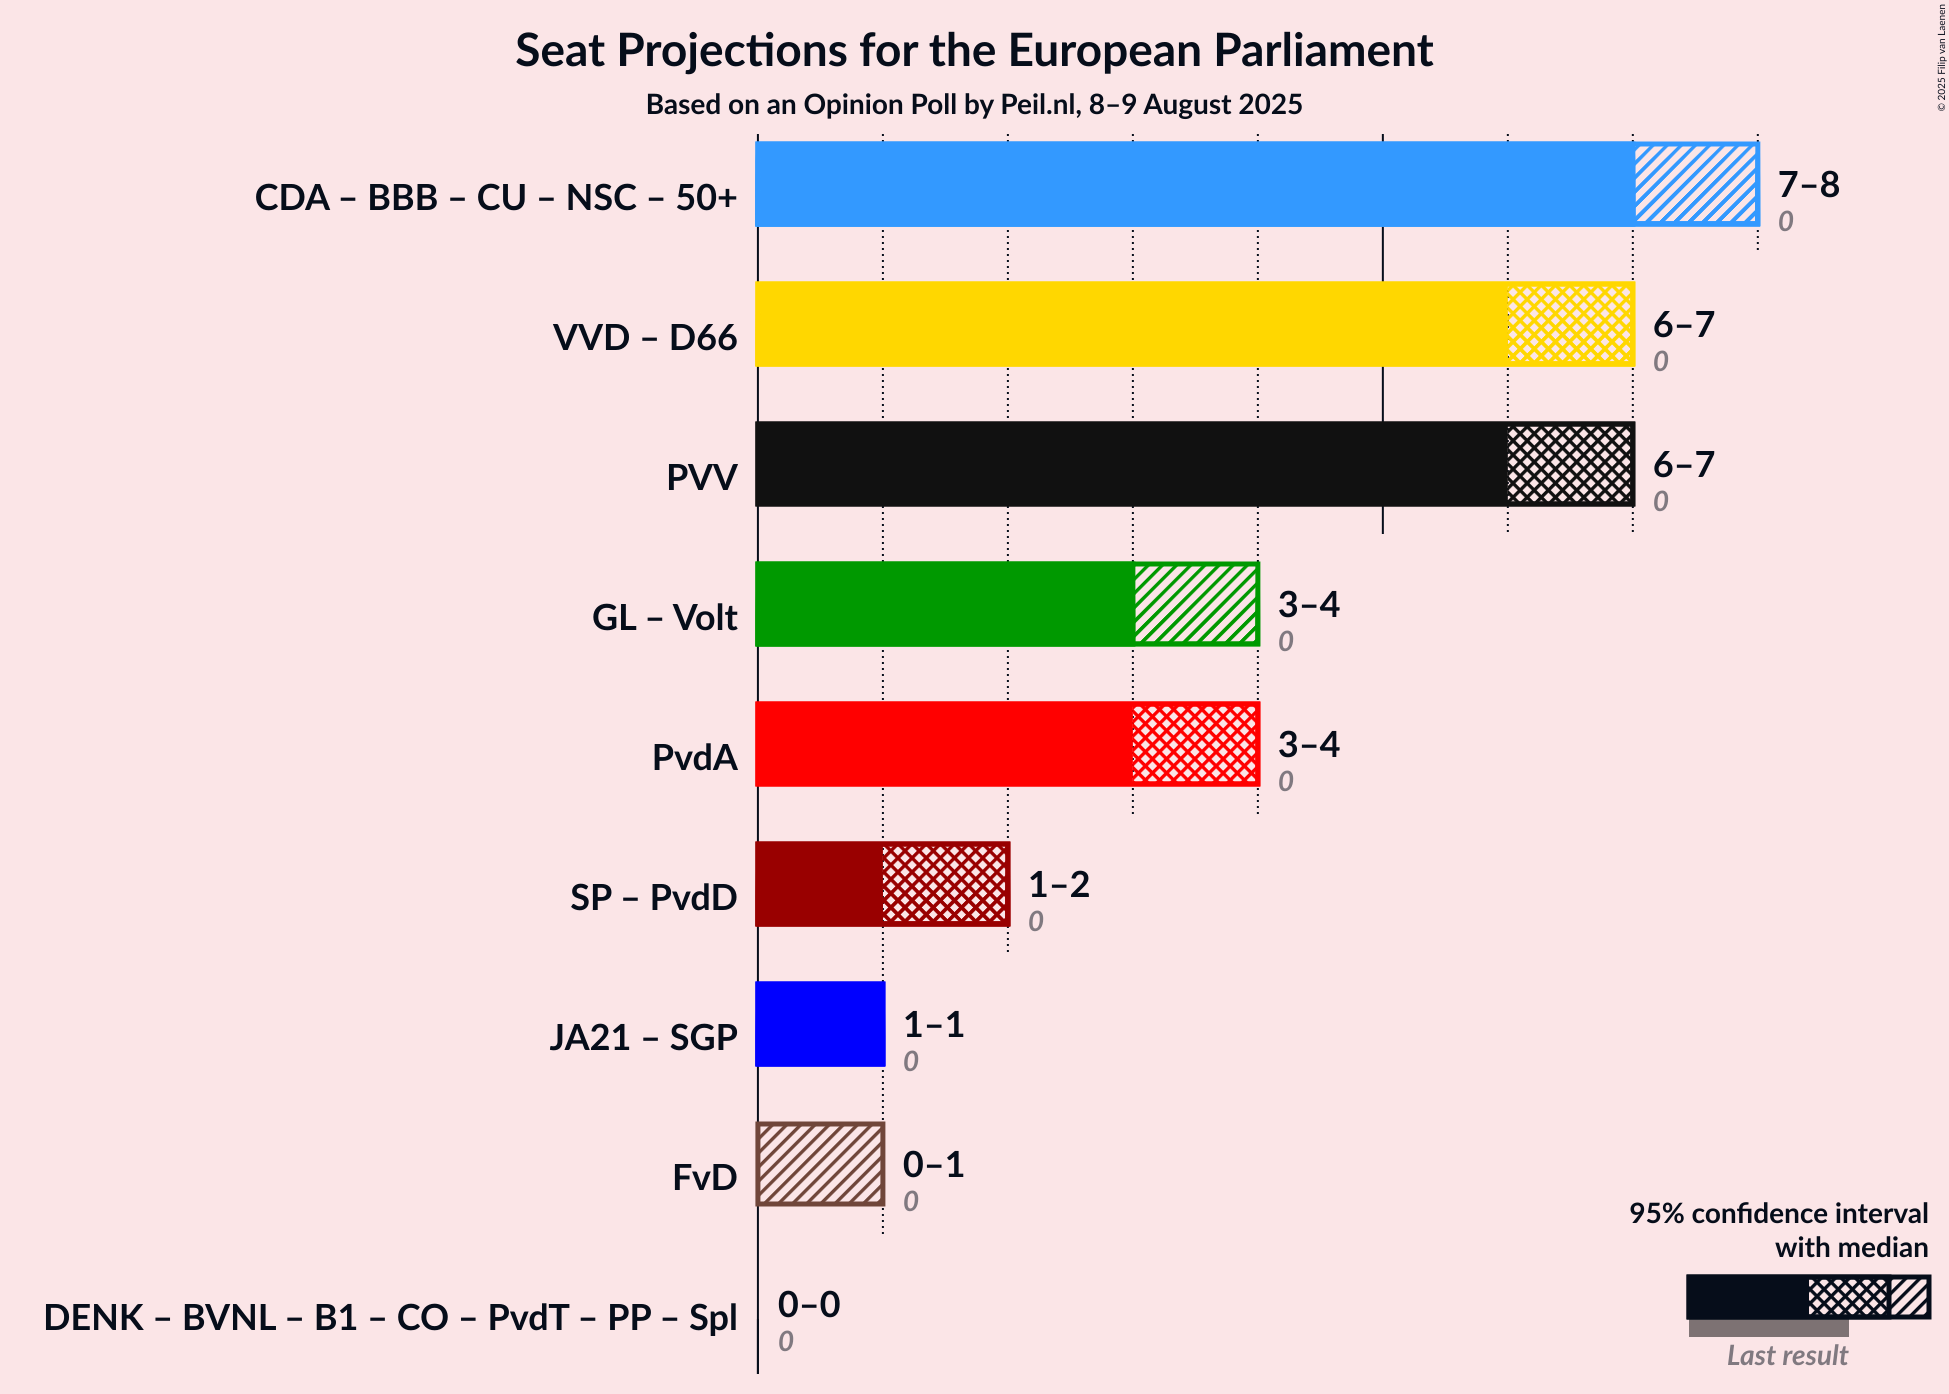 Seat Projections for the European Parliament
Based on an Opinion Poll by Peil.nl, 8–9 August 2025
© 2025 Filip van Laenen
CDA – BBB – CU – NSC – 50+
7–8
0
VVD – D66
6–7
0
PVV
6–7
0
GL – Volt
3–4
0
PvdA
3–4
0
SP – PvdD
1–2
0
JA21 – SGP
1–1
0
FvD
0–1
0
DENK – BVNL – B1 – CO – PvdT – PP – Spl
0–0
0
95% confidence interval
with median
Last result